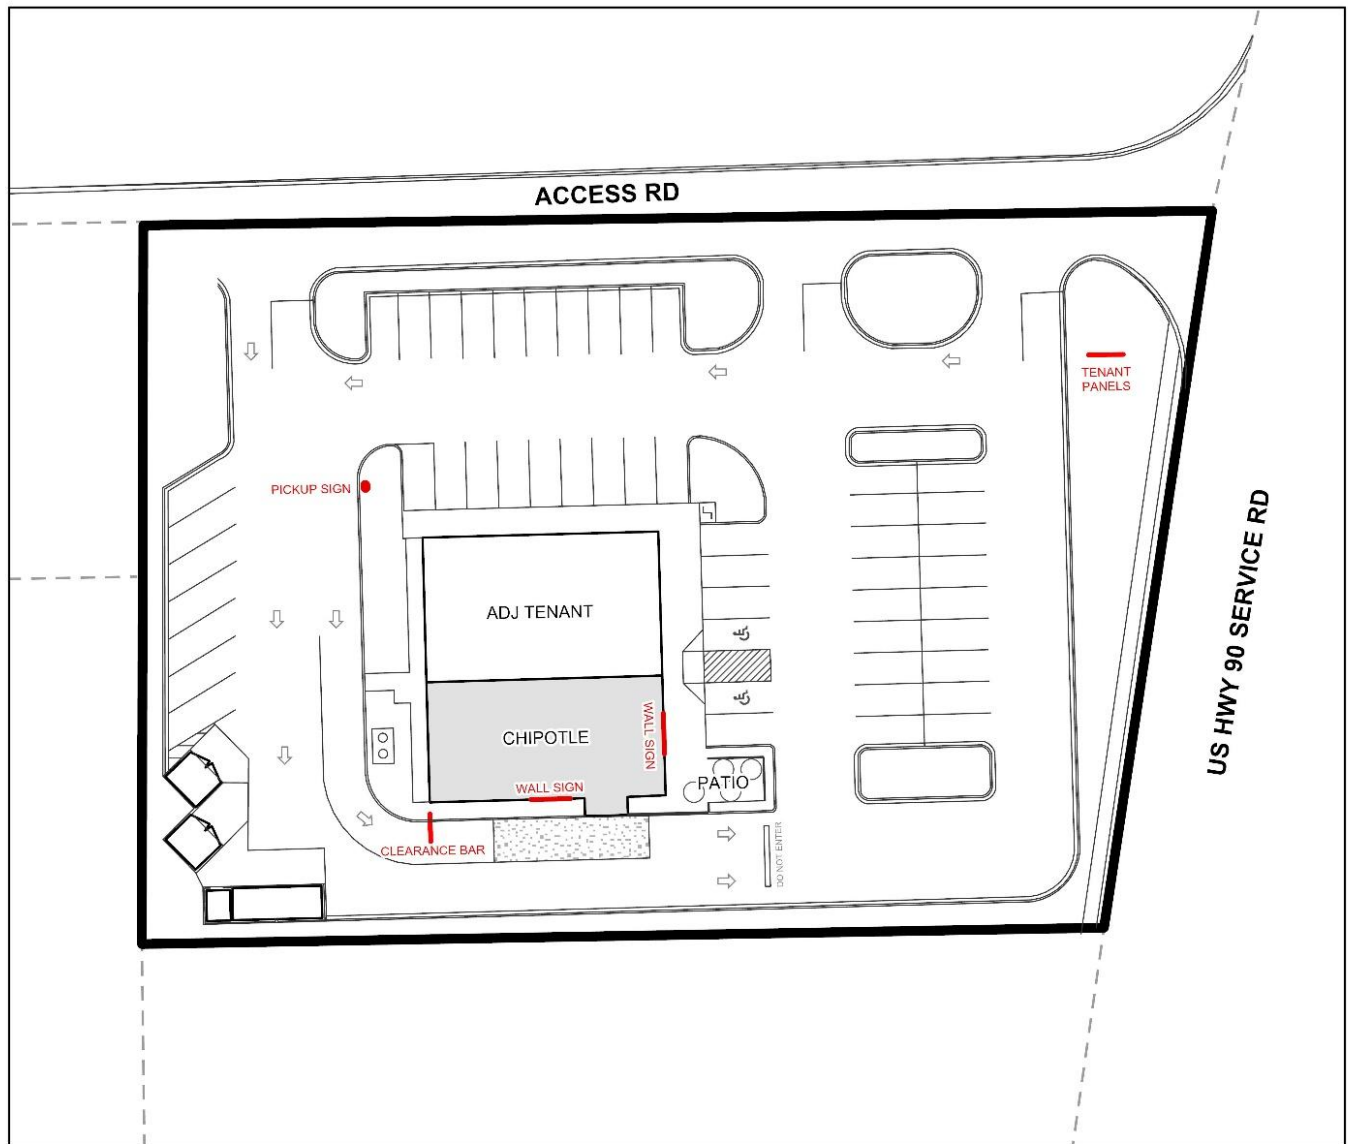 ACCESS RD
TENANT
PANELS
PICKUP SIGN
US HWY 90 SERVICE RD
ADJ TENANT
WALL SIGN
CHIPOTLE
PATIO
WALL SIGN
CLEARANCE BAR
DO NOT ENTER